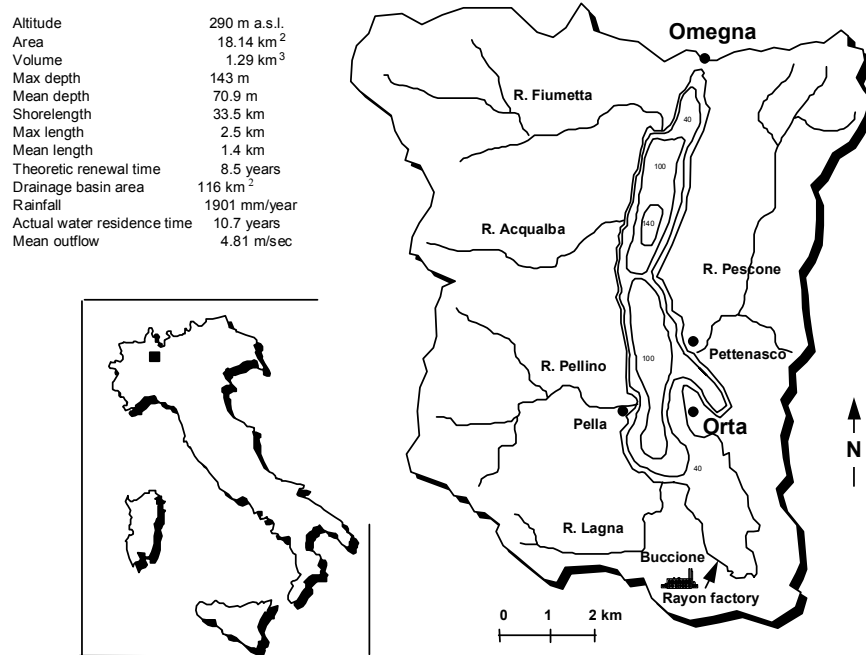 Altitude 290 m a.s.l.
Area 18.14 km²
Volume 1.29 km³
Max depth 143 m
Mean depth 70.9 m
Shorelength 33.5 km
Max length 2.5 km
Mean length 1.4 km
Theoretic renewal time 8.5 years
Drainage basin area 116 km²
Rainfall 1901 mm/year
Actual water residence time 10.7 years
Mean outflow 4.81 m/sec
Omegna
R. Fiumetta
40
100
R. Acqualba
140
R. Pescone
R. Pellino
100
Pettenasco
Pella
Orta
N
40
R. Lagna
Buccione
Rayon factory
0 1 2 km